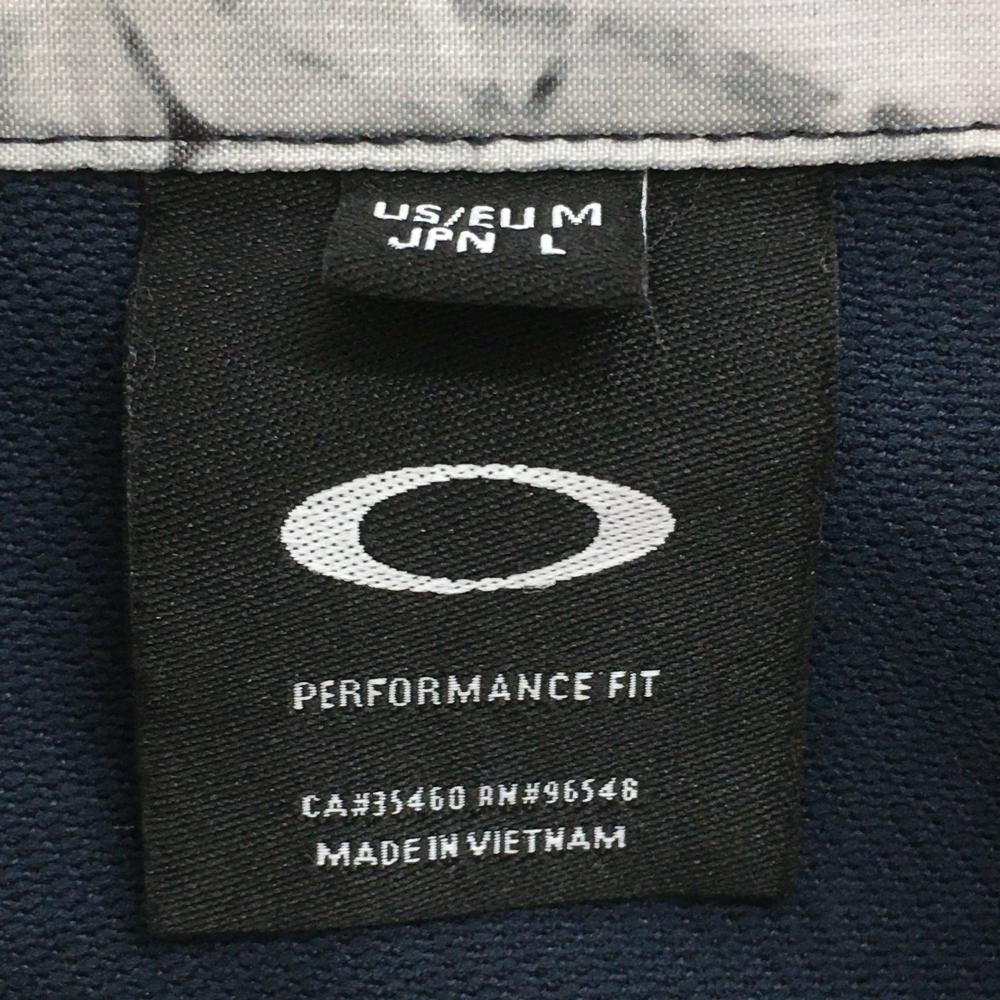 US/EU M
JPN L
PERFORMANCE FIT
CA#35460 RN#96548
MADE IN VIETNAM